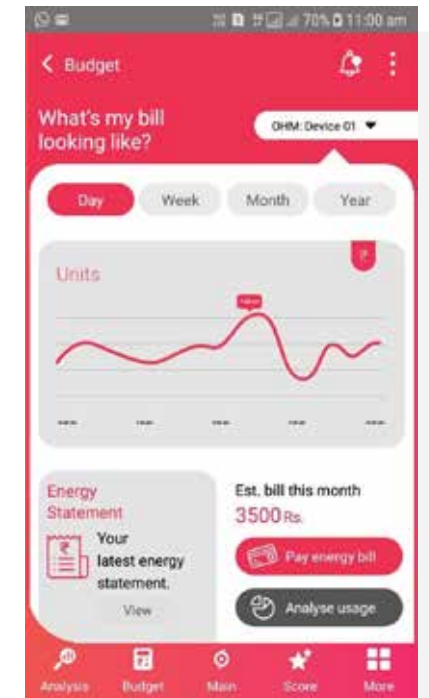 70% 11:00 am
Budget
What's my bill
looking like?
OHM: Device 01
Day
Week
Month
Year
Units
₹
Energy
Statement
₹
Your
latest energy
statement.
View
Est. bill this month
3500 Rs.
Pay energy bill
Analyse usage
Analysis
Budget
Main
Score
More